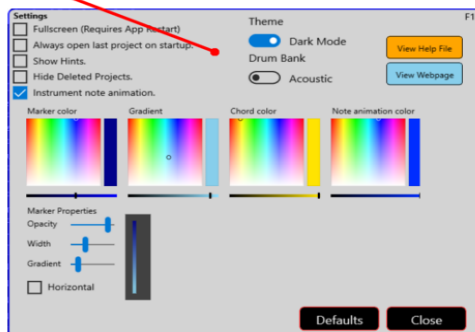 Settings
F1
Fullscreen (Requires App Restart)
Always open last project on startup.
Show Hints.
Hide Deleted Projects.
Instrument note animation.
Theme
Dark Mode
Drum Bank
Acoustic
View Help File
View Webpage
Marker color
Gradient
Chord color
Note animation color
Marker Properties
Opacity
Width
Gradient
Horizontal
Defaults
Close